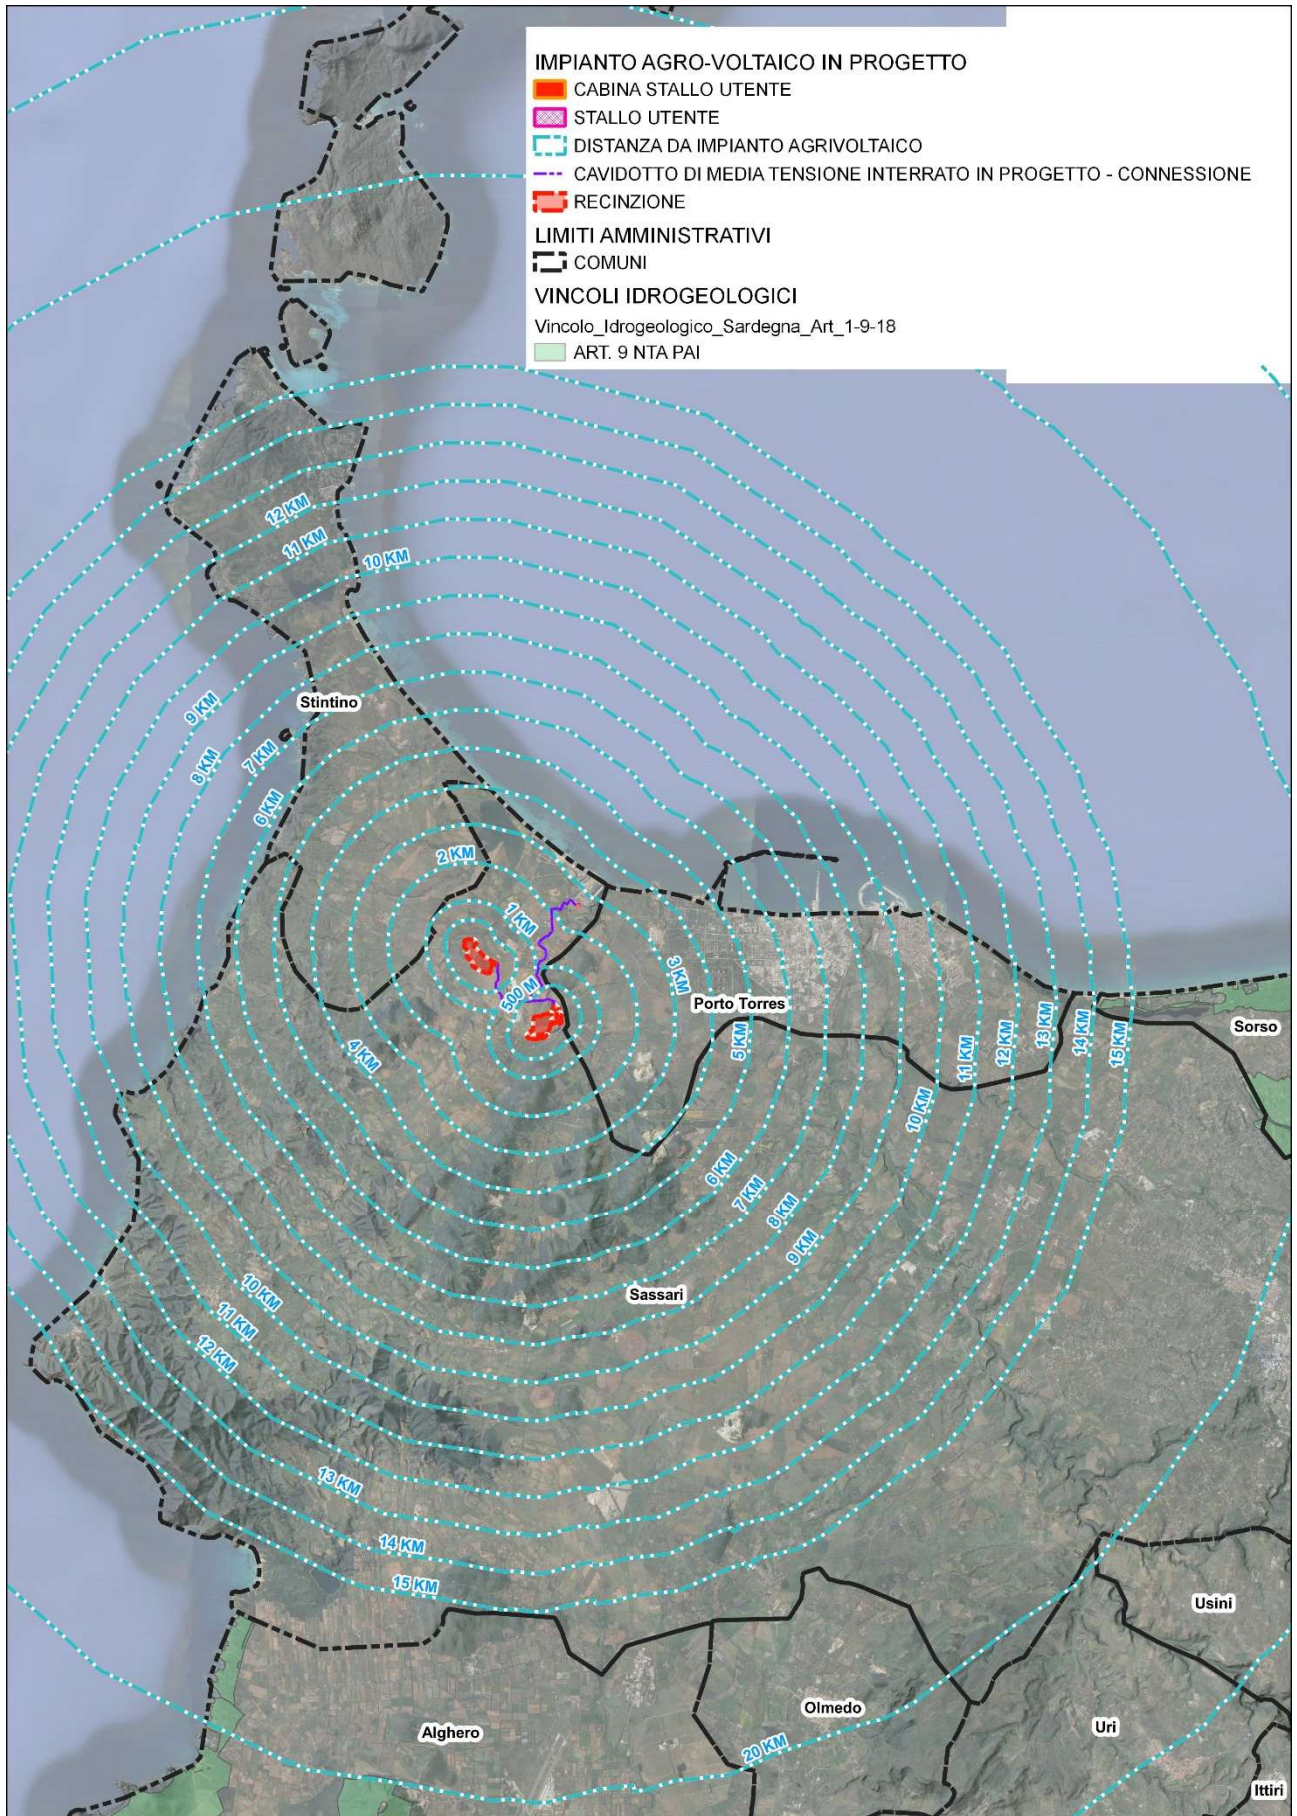 IMPIANTO AGRO-VOLTAICO IN PROGETTO
CABINA STALLO UTENTE
STALLO UTENTE
DISTANZA DA IMPIANTO AGRIVOLTAICO
CAVIDOTTO DI MEDIA TENSIONE INTERRATO IN PROGETTO - CONNESSIONE
RECINZIONE
LIMITI AMMINISTRATIVI
COMUNI
VINCOLI IDROGEOLOGICI
Vincolo_Idrogeologico_Sardegna_Art_1-9-18
ART. 9 NTA PAI
12 KM
11 KM
10 KM
9 KM
Stintino
8 KM
7 KM
6 KM
2 KM
1 KM
500 M
3 KM
Porto Torres
4 KM
5 KM
10 KM
11 KM
12 KM
13 KM
14 KM
15 KM
Sorso
6 KM
7 KM
8 KM
9 KM
Sassari
10 KM
11 KM
12 KM
13 KM
14 KM
15 KM
Usini
Olmedo
Alghero
Uri
20 KM
Ittiri